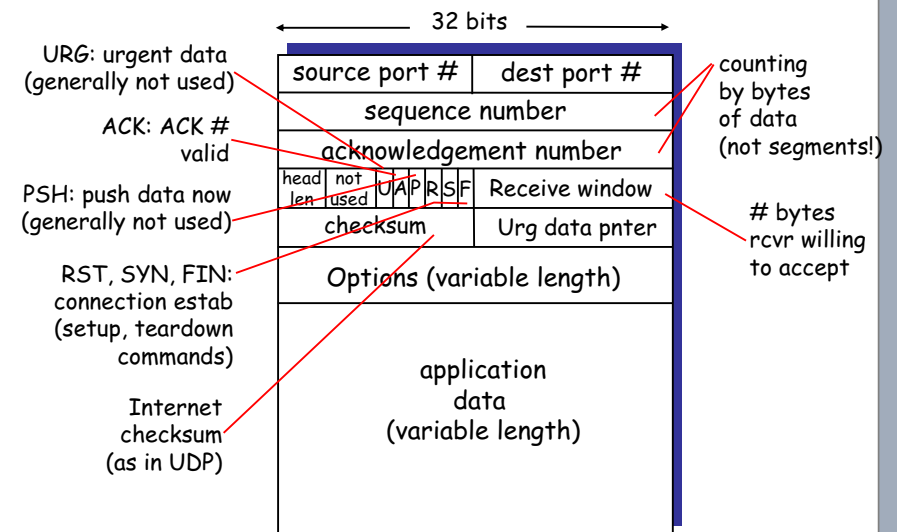 32 bits
URG: urgent data
(generally not used)
ACK: ACK #
valid
PSH: push data now
(generally not used)
RST, SYN, FIN:
connection estab
(setup, teardown
commands)
Internet
checksum
(as in UDP)
source port #
dest port #
sequence number
acknowledgement number
head
len
not
used
U
A
P
R
S
F
Receive window
checksum
Urg data pnter
Options (variable length)
application
data
(variable length)
counting
by bytes
of data
(not segments!)
# bytes
rcvr willing
to accept